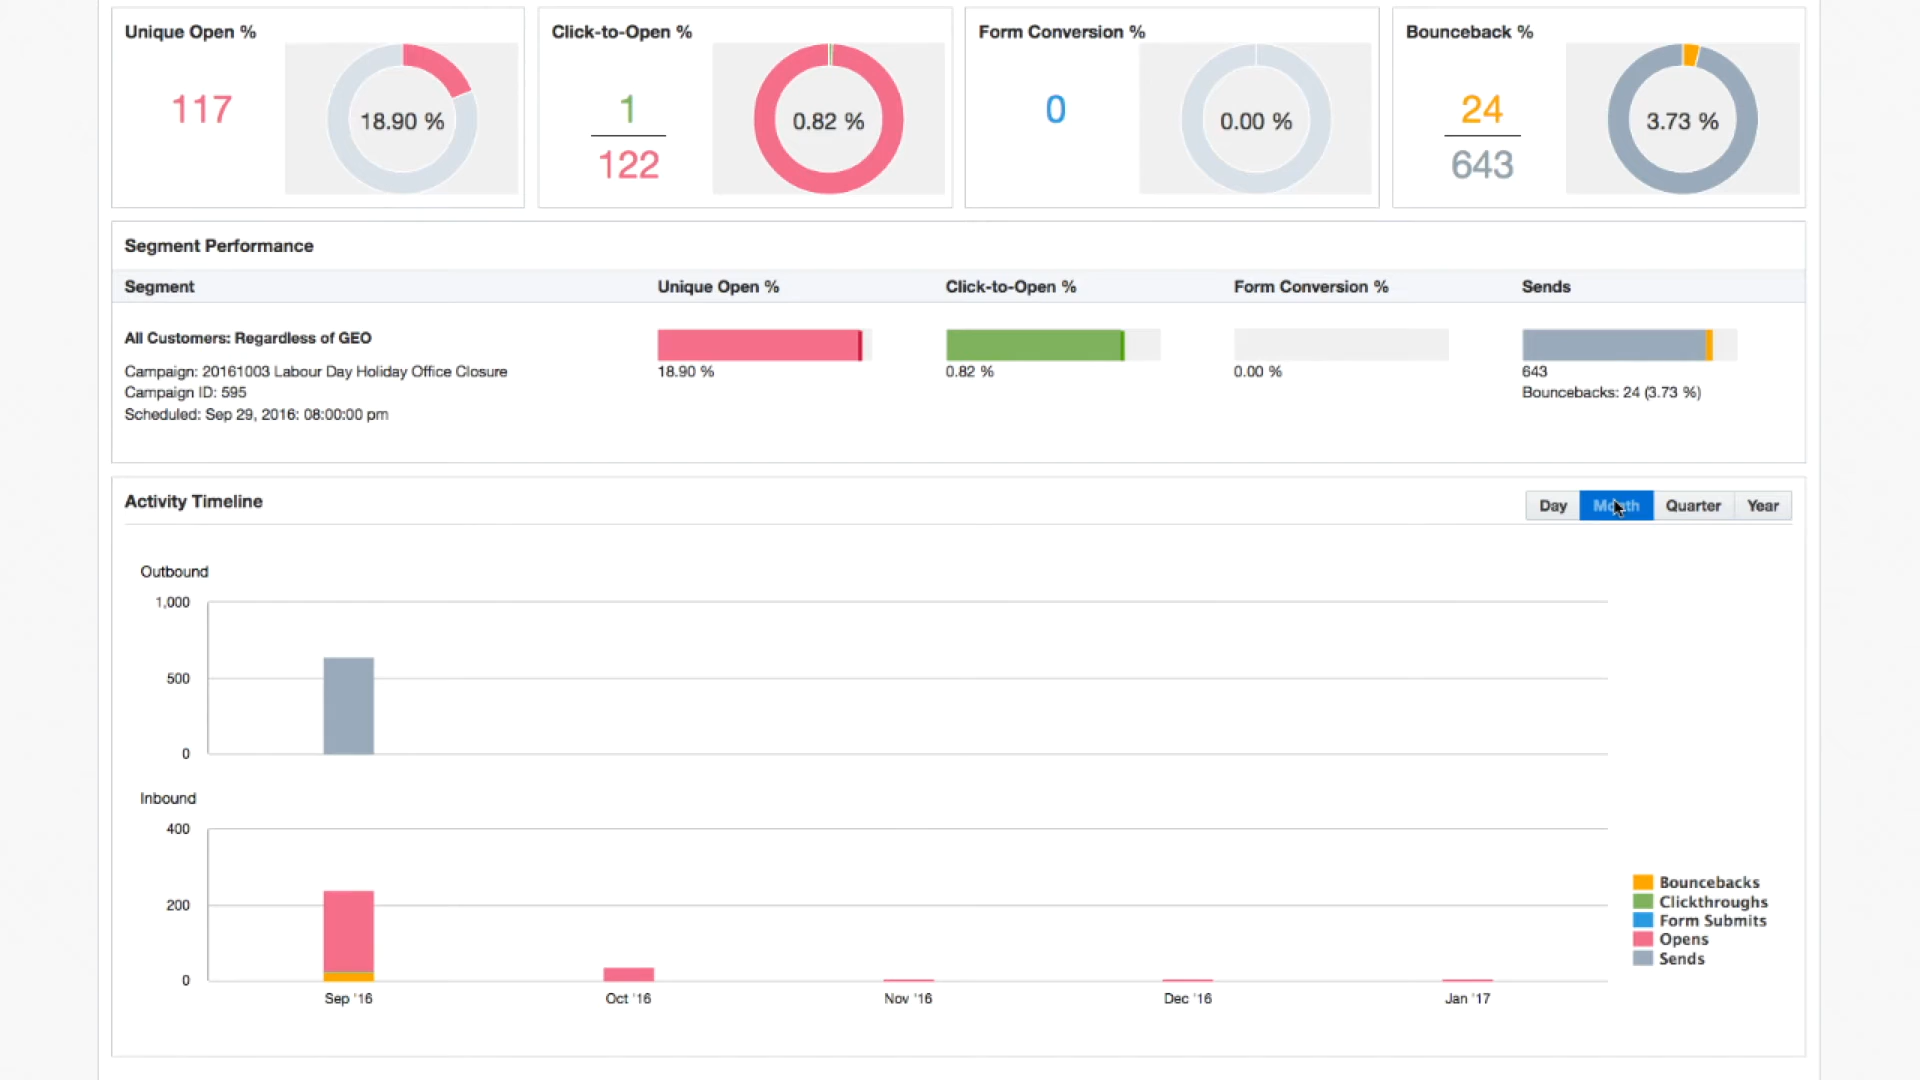 Unique Open %
117
18.90 %
Click-to-Open %
1
122
0.82 %
Form Conversion %
0
0.00 %
Bounceback %
24
643
3.73 %
Segment Performance
Segment Unique Open % Click-to-Open % Form Conversion % Sends
All Customers: Regardless of GEO
Campaign: 20161003 Labour Day Holiday Office Closure
Campaign ID: 595
Scheduled: Sep 29, 2016: 08:00:00 pm
18.90 %
0.82 %
0.00 %
643
Bouncebacks: 24 (3.73 %)
Activity Timeline
Day Month Quarter Year
Outbound
1,000
500
0
Inbound
400
200
0
Sep '16 Oct '16 Nov '16 Dec '16 Jan '17
Bouncebacks
Clickthroughs
Form Submits
Opens
Sends